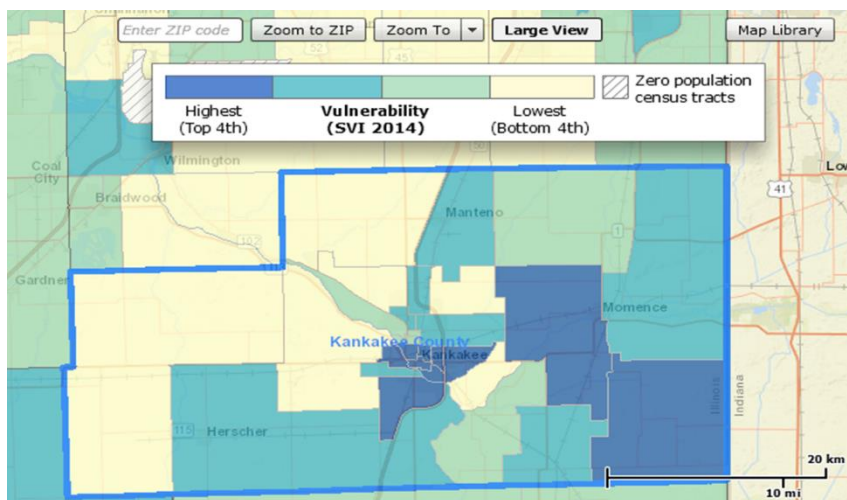 Enter ZIP code Zoom to ZIP Zoom To Large View Map Library
52 45
Highest
(Top 4th)
Vulnerability
(SVI 2014)
Lowest
(Bottom 4th)
Zero population
census tracts
50
Coal
City
Wilmington
Low
41
Braidwood
Manteno
102
1
Gardner
Momence
Kankakee County
Kankakee
115
Herscher
Illinois
Indiana
20 km
10 mi